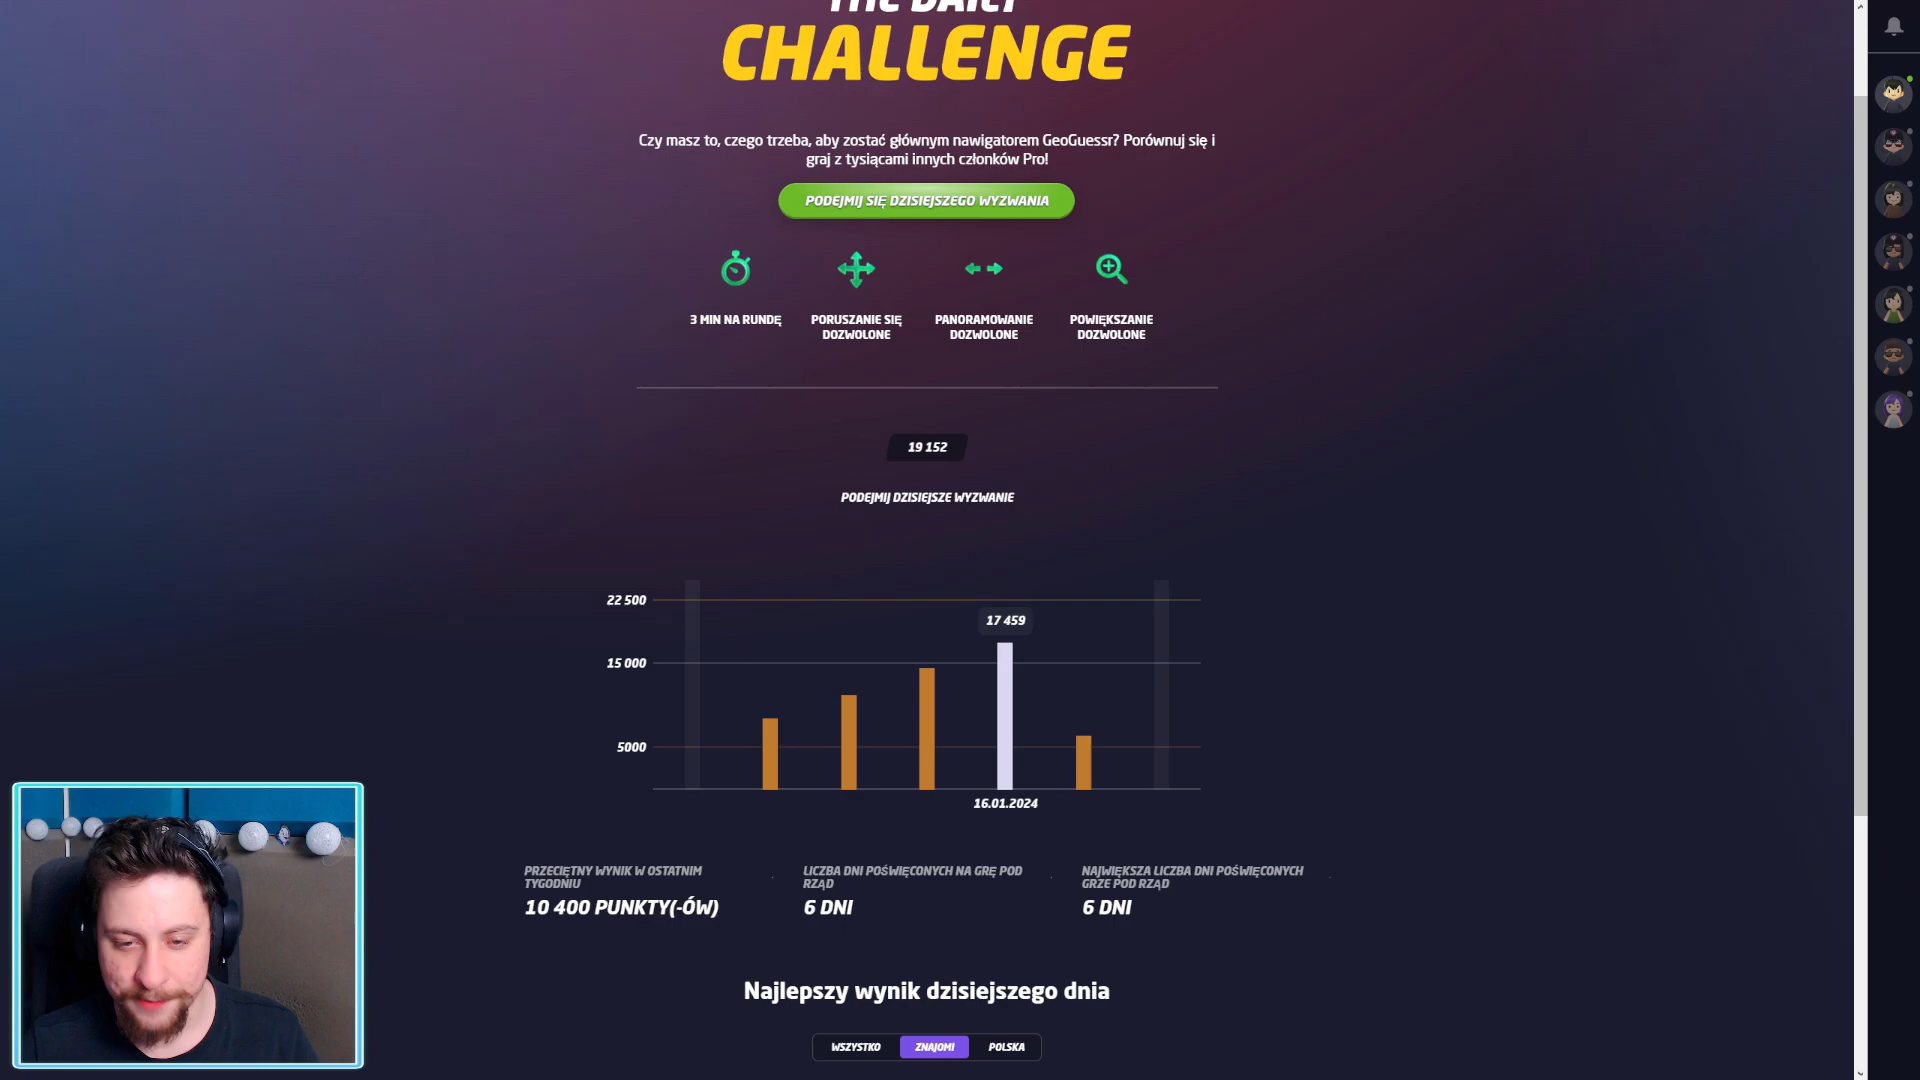 THE DAILY
CHALLENGE
Czy masz to, czego trzeba, aby zostać głównym nawigatorem GeoGuessr? Porównuj się i
graj z tysiącami innych członków Pro!
PODEJMIJ SIĘ DZISIEJSZEGO WYZWANIA
3 MIN NA RUNDĘ
PORUSZANIE SIĘ
DOZWOLONE
PANORAMOWANIE
DOZWOLONE
POWIĘKSZANIE
DOZWOLONE
19 152
PODEJMIJ DZISIEJSZE WYZWANIE
22 500
17 459
15 000
5000
16.01.2024
PRZECIĘTNY WYNIK W OSTATNIM
TYGODNIU
10 400 PUNKTY(-ÓW)
LICZBA DNI POŚWIĘCONYCH NA GRĘ POD
RZĄD
6 DNI
NAJWIĘKSZA LICZBA DNI POŚWIĘCONYCH
GRZE POD RZĄD
6 DNI
Najlepszy wynik dzisiejszego dnia
WSZYSTKO
ZNAJOMI
POLSKA